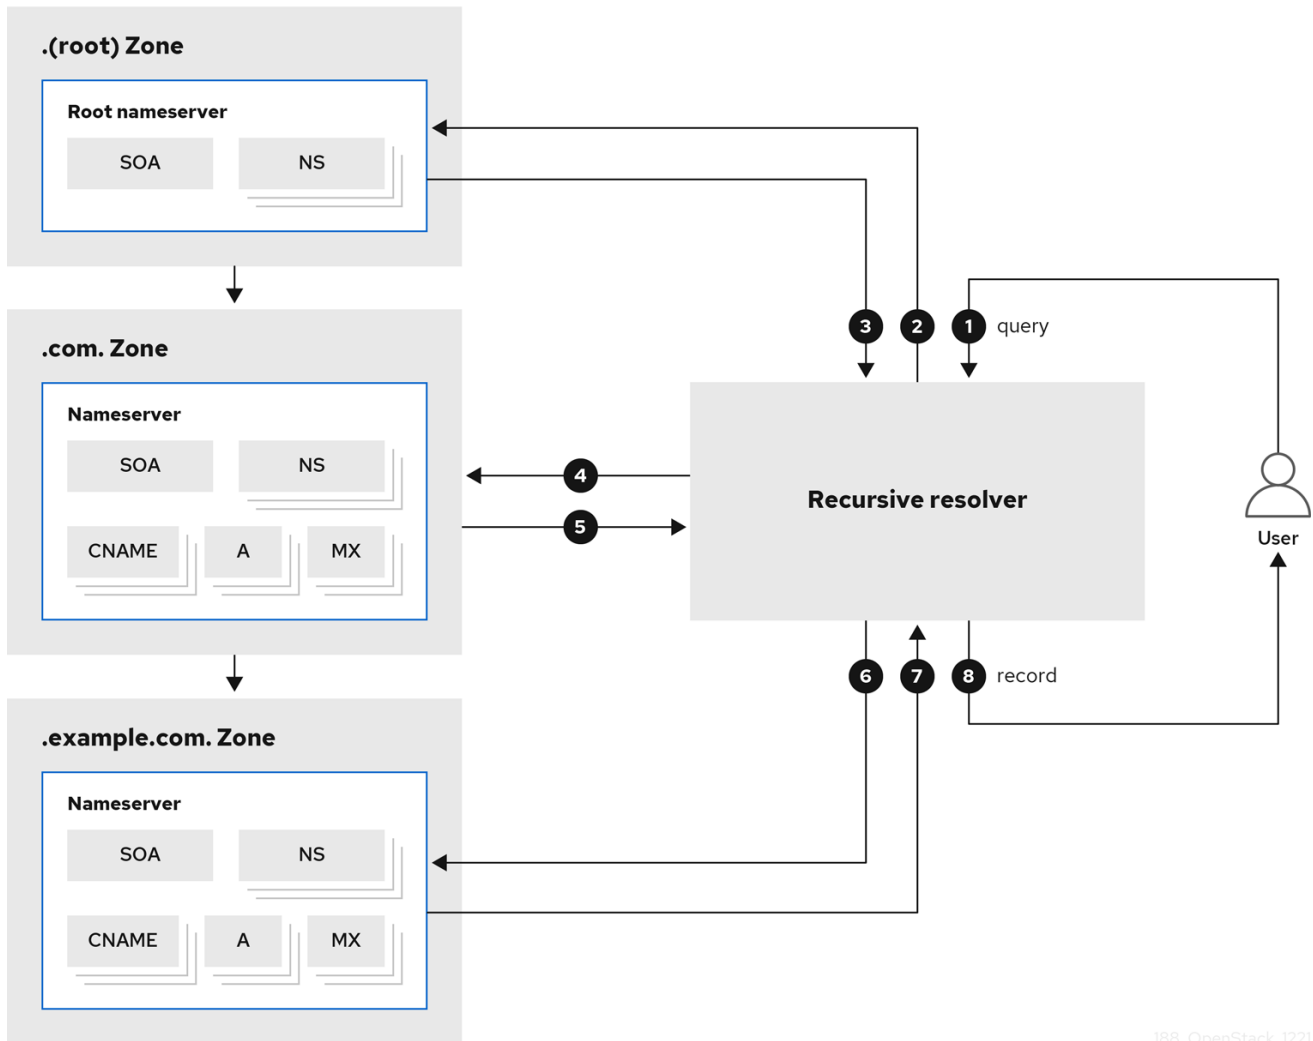 .(root) Zone
Root nameserver
SOA NS
3 2 1 query
.com. Zone
Nameserver
SOA NS
4
Recursive resolver
5
CNAME A MX
User
6 7 8 record
.example.com. Zone
Nameserver
SOA NS
CNAME A MX
188_OpenStack_1221